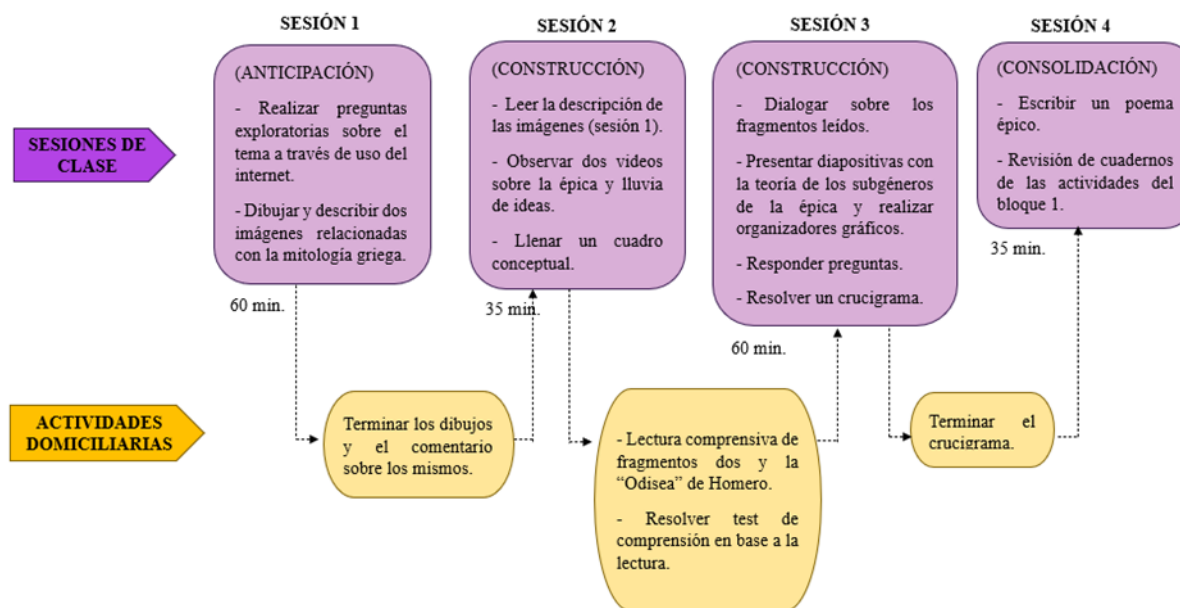 SESIÓN 1
SESIÓN 2
SESIÓN 3
SESIÓN 4
SESIONES DE
CLASE
(ANTICIPACIÓN)
- Realizar preguntas
exploratorias sobre el
tema a través de uso del
internet.
- Dibujar y describir dos
imágenes relacionadas
con la mitología griega.
60 min.
(CONSTRUCCIÓN)
- Leer la descripción de
las imágenes (sesión 1).
- Observar dos videos
sobre la épica y lluvia de
ideas.
- Llenar un cuadro
conceptual.
35 min.
(CONSTRUCCIÓN)
- Dialogar sobre los
fragmentos leídos.
- Presentar diapositivas con
la teoría de los subgéneros
de la épica y realizar
organizadores gráficos.
- Responder preguntas.
- Resolver un crucigrama.
60 min.
(CONSOLIDACIÓN)
- Escribir un poema
épico.
- Revisión de cuadernos
de las actividades del
bloque 1.
35 min.
ACTIVIDADES
DOMICILIARIAS
Terminar los dibujos
y el comentario
sobre los mismos.
- Lectura comprensiva de
fragmentos dos y la
“Odisea” de Homero.
- Resolver test de
comprensión en base a la
lectura.
Terminar el
crucigrama.